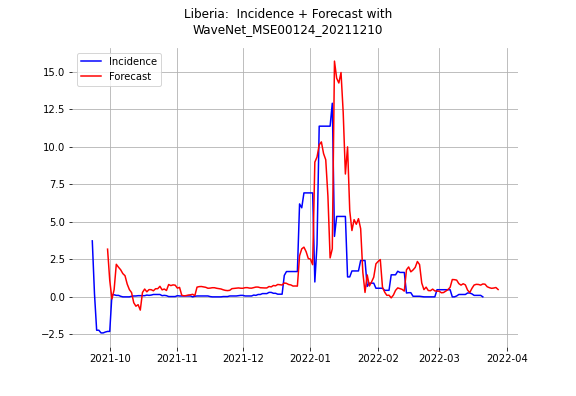 Liberia:  Incidence + Forecast with
WaveNet_MSE00124_20211210
Incidence
Forecast
15.0
12.5
10.0
7.5
5.0
2.5
0.0
−2.5
2021-10 2021-11 2021-12 2022-01 2022-02 2022-03 2022-04